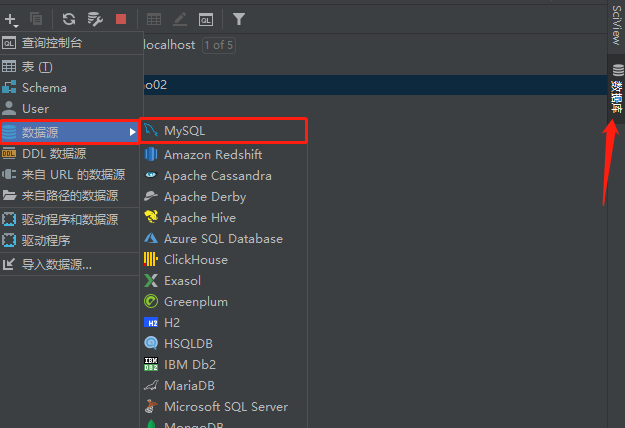 查询控制台
localhost 1 of 5
表 (T)
Schema
User
数据源
DDL 数据源
来自 URL 的数据源
来自路径的数据源
驱动程序和数据源
驱动程序
导入数据源...
MySQL
Amazon Redshift
Apache Cassandra
Apache Derby
Apache Hive
Azure SQL Database
ClickHouse
Exasol
Greenplum
H2
HSQLDB
IBM Db2
MariaDB
Microsoft SQL Server
MongoDB
SciView
数据库